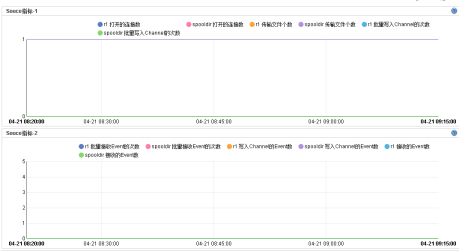 Souce指标-1
r1 打开的连接数 spooldir 打开的连接数 r1 传输文件个数 spooldir 传输文件个数 r1 批量写入Channel的次数
spooldir 批量写入Channel的次数
1
0
04-21 08:20:00 04-21 08:30:00 04-21 08:45:00 04-21 09:00:00 04-21 09:15:00
Souce指标-2
r1 批量接收Event的次数 spooldir 批量接收Event的次数 r1 写入Channel的Event数 spooldir 写入Channel的Event数 r1 接收的Event数
spooldir 接收的Event数
5
4
3
2
1
0
04-21 08:20:00 04-21 08:30:00 04-21 08:45:00 04-21 09:00:00 04-21 09:15:00